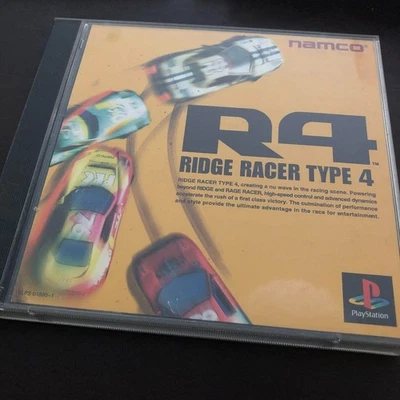 namco
R4
TM
RIDGE RACER TYPE 4
RIDGE RACER TYPE 4, creating a nu wave in the racing scene. Powering
beyond RIDGE and RAGE RACER, high-speed control and advanced dynamics
accelerate the rush of a first class victory. The culmination of performance
and style provide the ultimate advantage in the race for entertainment
PlayStation